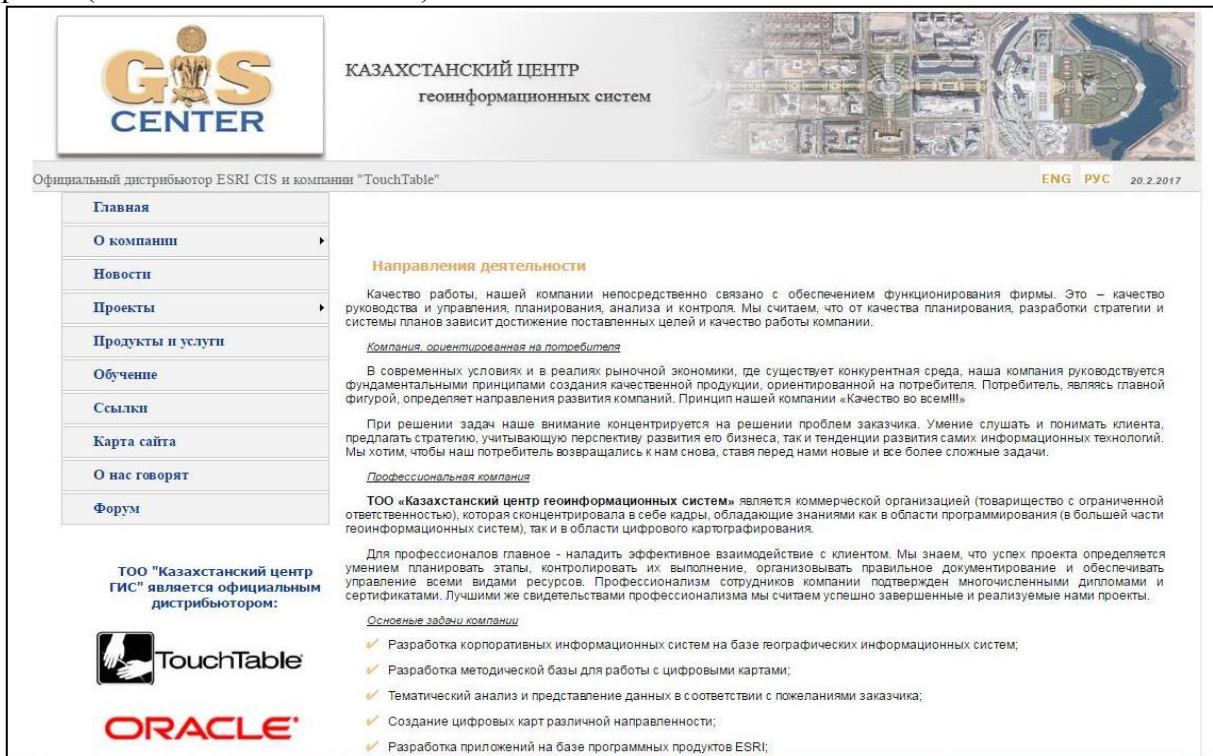 GIS
CENTER
КАЗАХСТАНСКИЙ ЦЕНТР
геоинформационных систем
Официальный дистрибьютор ESRI CIS и компании "TouchTable"
ENG РУС 20.2.2017
Главная
О компании
Новости
Проекты
Продукты и услуги
Обучение
Ссылки
Карта сайта
О нас говорят
Форум
ТОО "Казахстанский центр
ГИС" является официальным
дистрибьютором:
TouchTable
ORACLE
Направления деятельности
Качество работы, нашей компании непосредственно связано с обеспечением функционирования фирмы. Это – качество
руководства и управления, планирования, анализа и контроля. Мы считаем, что от качества планирования, разработки стратегии и
системы планов зависит достижение поставленных целей и качество работы компании.
Компания, ориентированная на потребителя
В современных условиях и в реалиях рыночной экономики, где существует конкурентная среда, наша компания руководствуется
фундаментальными принципами создания качественной продукции, ориентированной на потребителя. Потребитель, являясь главной
фигурой, определяет направления развития компаний. Принцип нашей компании «Качество во всем!!!»
При решении задач наше внимание концентрируется на решении проблем заказчика. Умение слушать и понимать клиента,
предлагать стратегию, учитывающую перспективу развития его бизнеса, так и тенденции развития самих информационных технологий.
Мы хотим, чтобы наш потребитель возвращались к нам снова, ставя перед нами новые и все более сложные задачи.
Профессиональная компания
ТОО «Казахстанский центр геоинформационных систем» является коммерческой организацией (товарищество с ограниченной
ответственностью), которая сконцентрировала в себе кадры, обладающие знаниями как в области программирования (в большей части
геоинформационных систем), так и в области цифрового картографирования.
Для профессионалов главное - наладить эффективное взаимодействие с клиентом. Мы знаем, что успех проекта определяется
умением планировать этапы, контролировать их выполнение, организовывать правильное документирование и обеспечивать
управление всеми видами ресурсов. Профессионализм сотрудников компании подтвержден многочисленными дипломами и
сертификатами. Лучшими же свидетельствами профессионализма мы считаем успешно завершенные и реализуемые нами проекты.
Основные задачи компании
Разработка корпоративных информационных систем на базе географических информационных систем;
Разработка методической базы для работы с цифровыми картами;
Тематический анализ и представление данных в соответствии с пожеланиями заказчика;
Создание цифровых карт различной направленности;
Разработка приложений на базе программных продуктов ESRI;